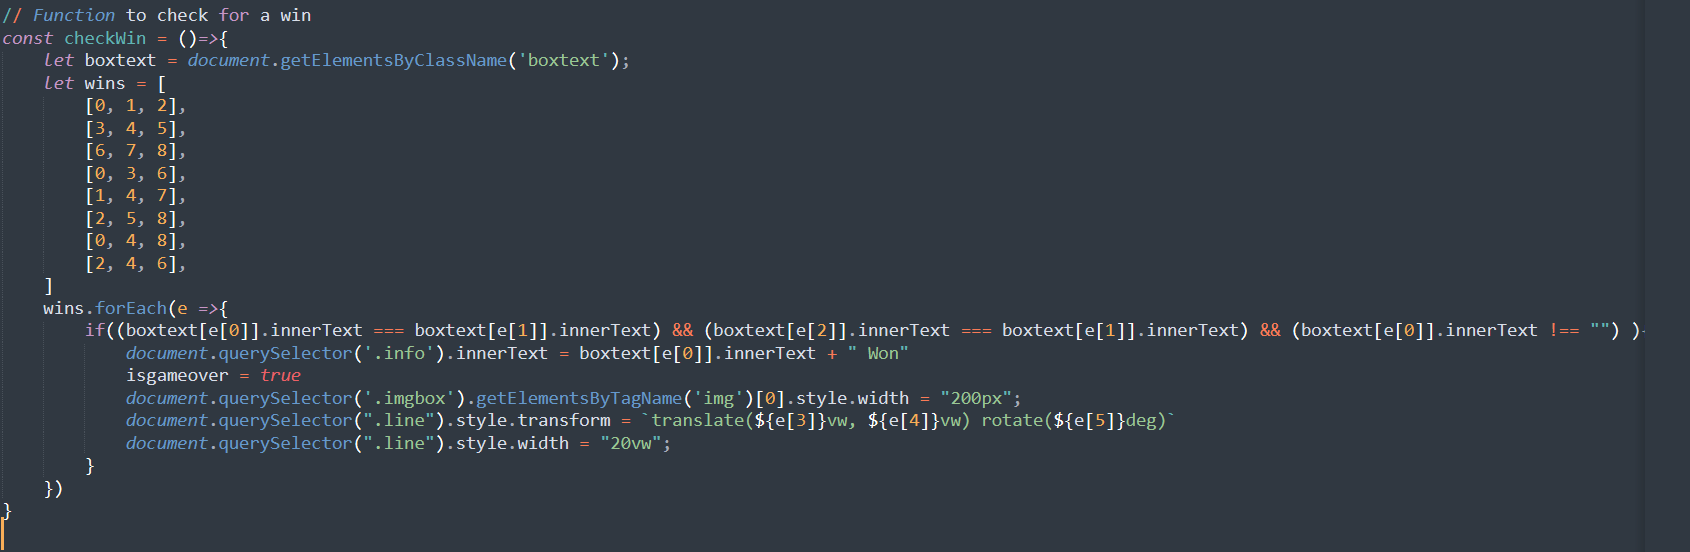 // Function to check for a win
const checkWin = ()=>{
    let boxtext = document.getElementsByClassName('boxtext');
    let wins = [
        [0, 1, 2],
        [3, 4, 5],
        [6, 7, 8],
        [0, 3, 6],
        [1, 4, 7],
        [2, 5, 8],
        [0, 4, 8],
        [2, 4, 6],
    ]
    wins.forEach(e =>{
        if((boxtext[e[0]].innerText === boxtext[e[1]].innerText) && (boxtext[e[2]].innerText === boxtext[e[1]].innerText) && (boxtext[e[0]].innerText !== "") ){
            document.querySelector('.info').innerText = boxtext[e[0]].innerText + " Won"
            isgameover = true
            document.querySelector('.imgbox').getElementsByTagName('img')[0].style.width = "200px";
            document.querySelector(".line").style.transform = `translate(${e[3]}vw, ${e[4]}vw) rotate(${e[5]}deg)`
            document.querySelector(".line").style.width = "20vw";
        }
    })
}